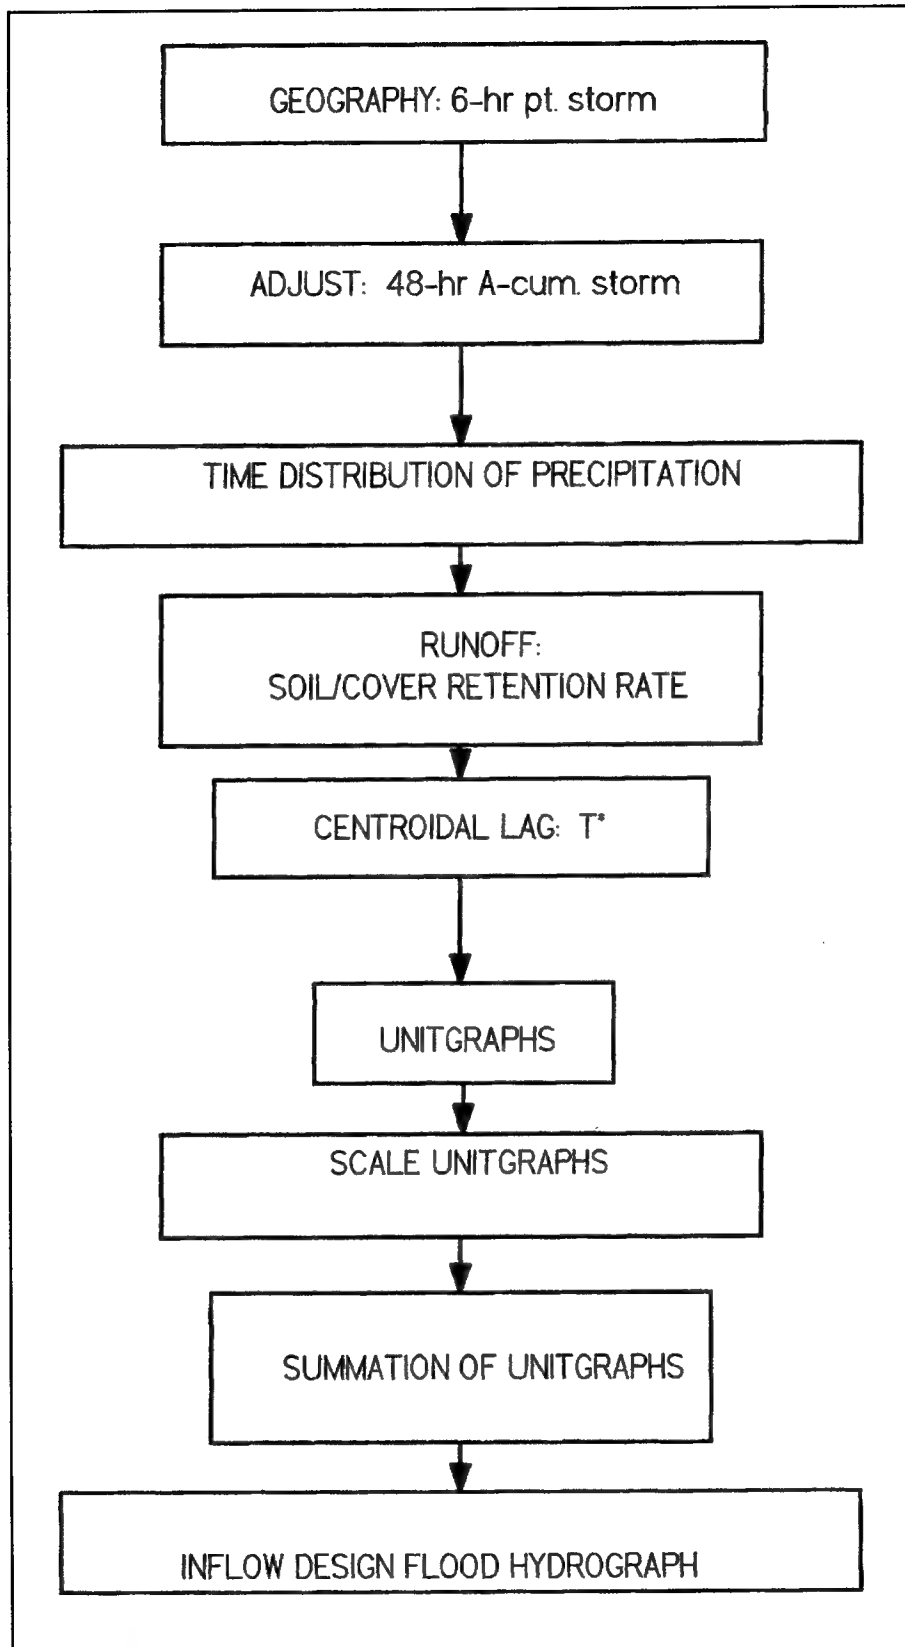 GEOGRAPHY: 6-hr pt. storm
ADJUST: 48-hr A-cum. storm
TIME DISTRIBUTION OF PRECIPITATION
RUNOFF:
SOIL/COVER RETENTION RATE
CENTROIDAL LAG: T*
UNITGRAPHS
SCALE UNITGRAPHS
SUMMATION OF UNITGRAPHS
INFLOW DESIGN FLOOD HYDROGRAPH